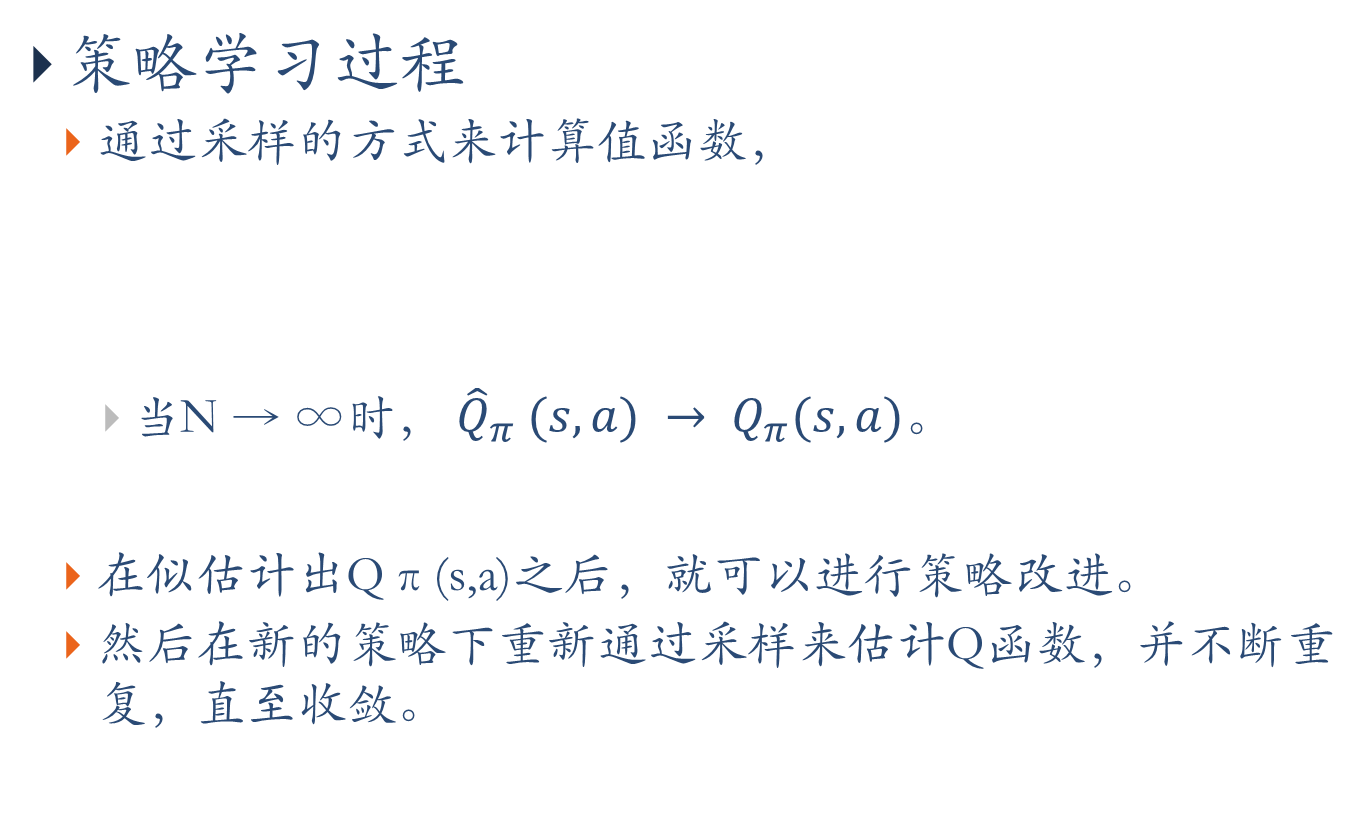 策略学习过程
通过采样的方式来计算值函数，
当N → ∞时， Q̂π (s, a) → Qπ(s, a)。
在似估计出Q π (s,a)之后，就可以进行策略改进。
然后在新的策略下重新通过采样来估计Q函数，并不断重
复，直至收敛。